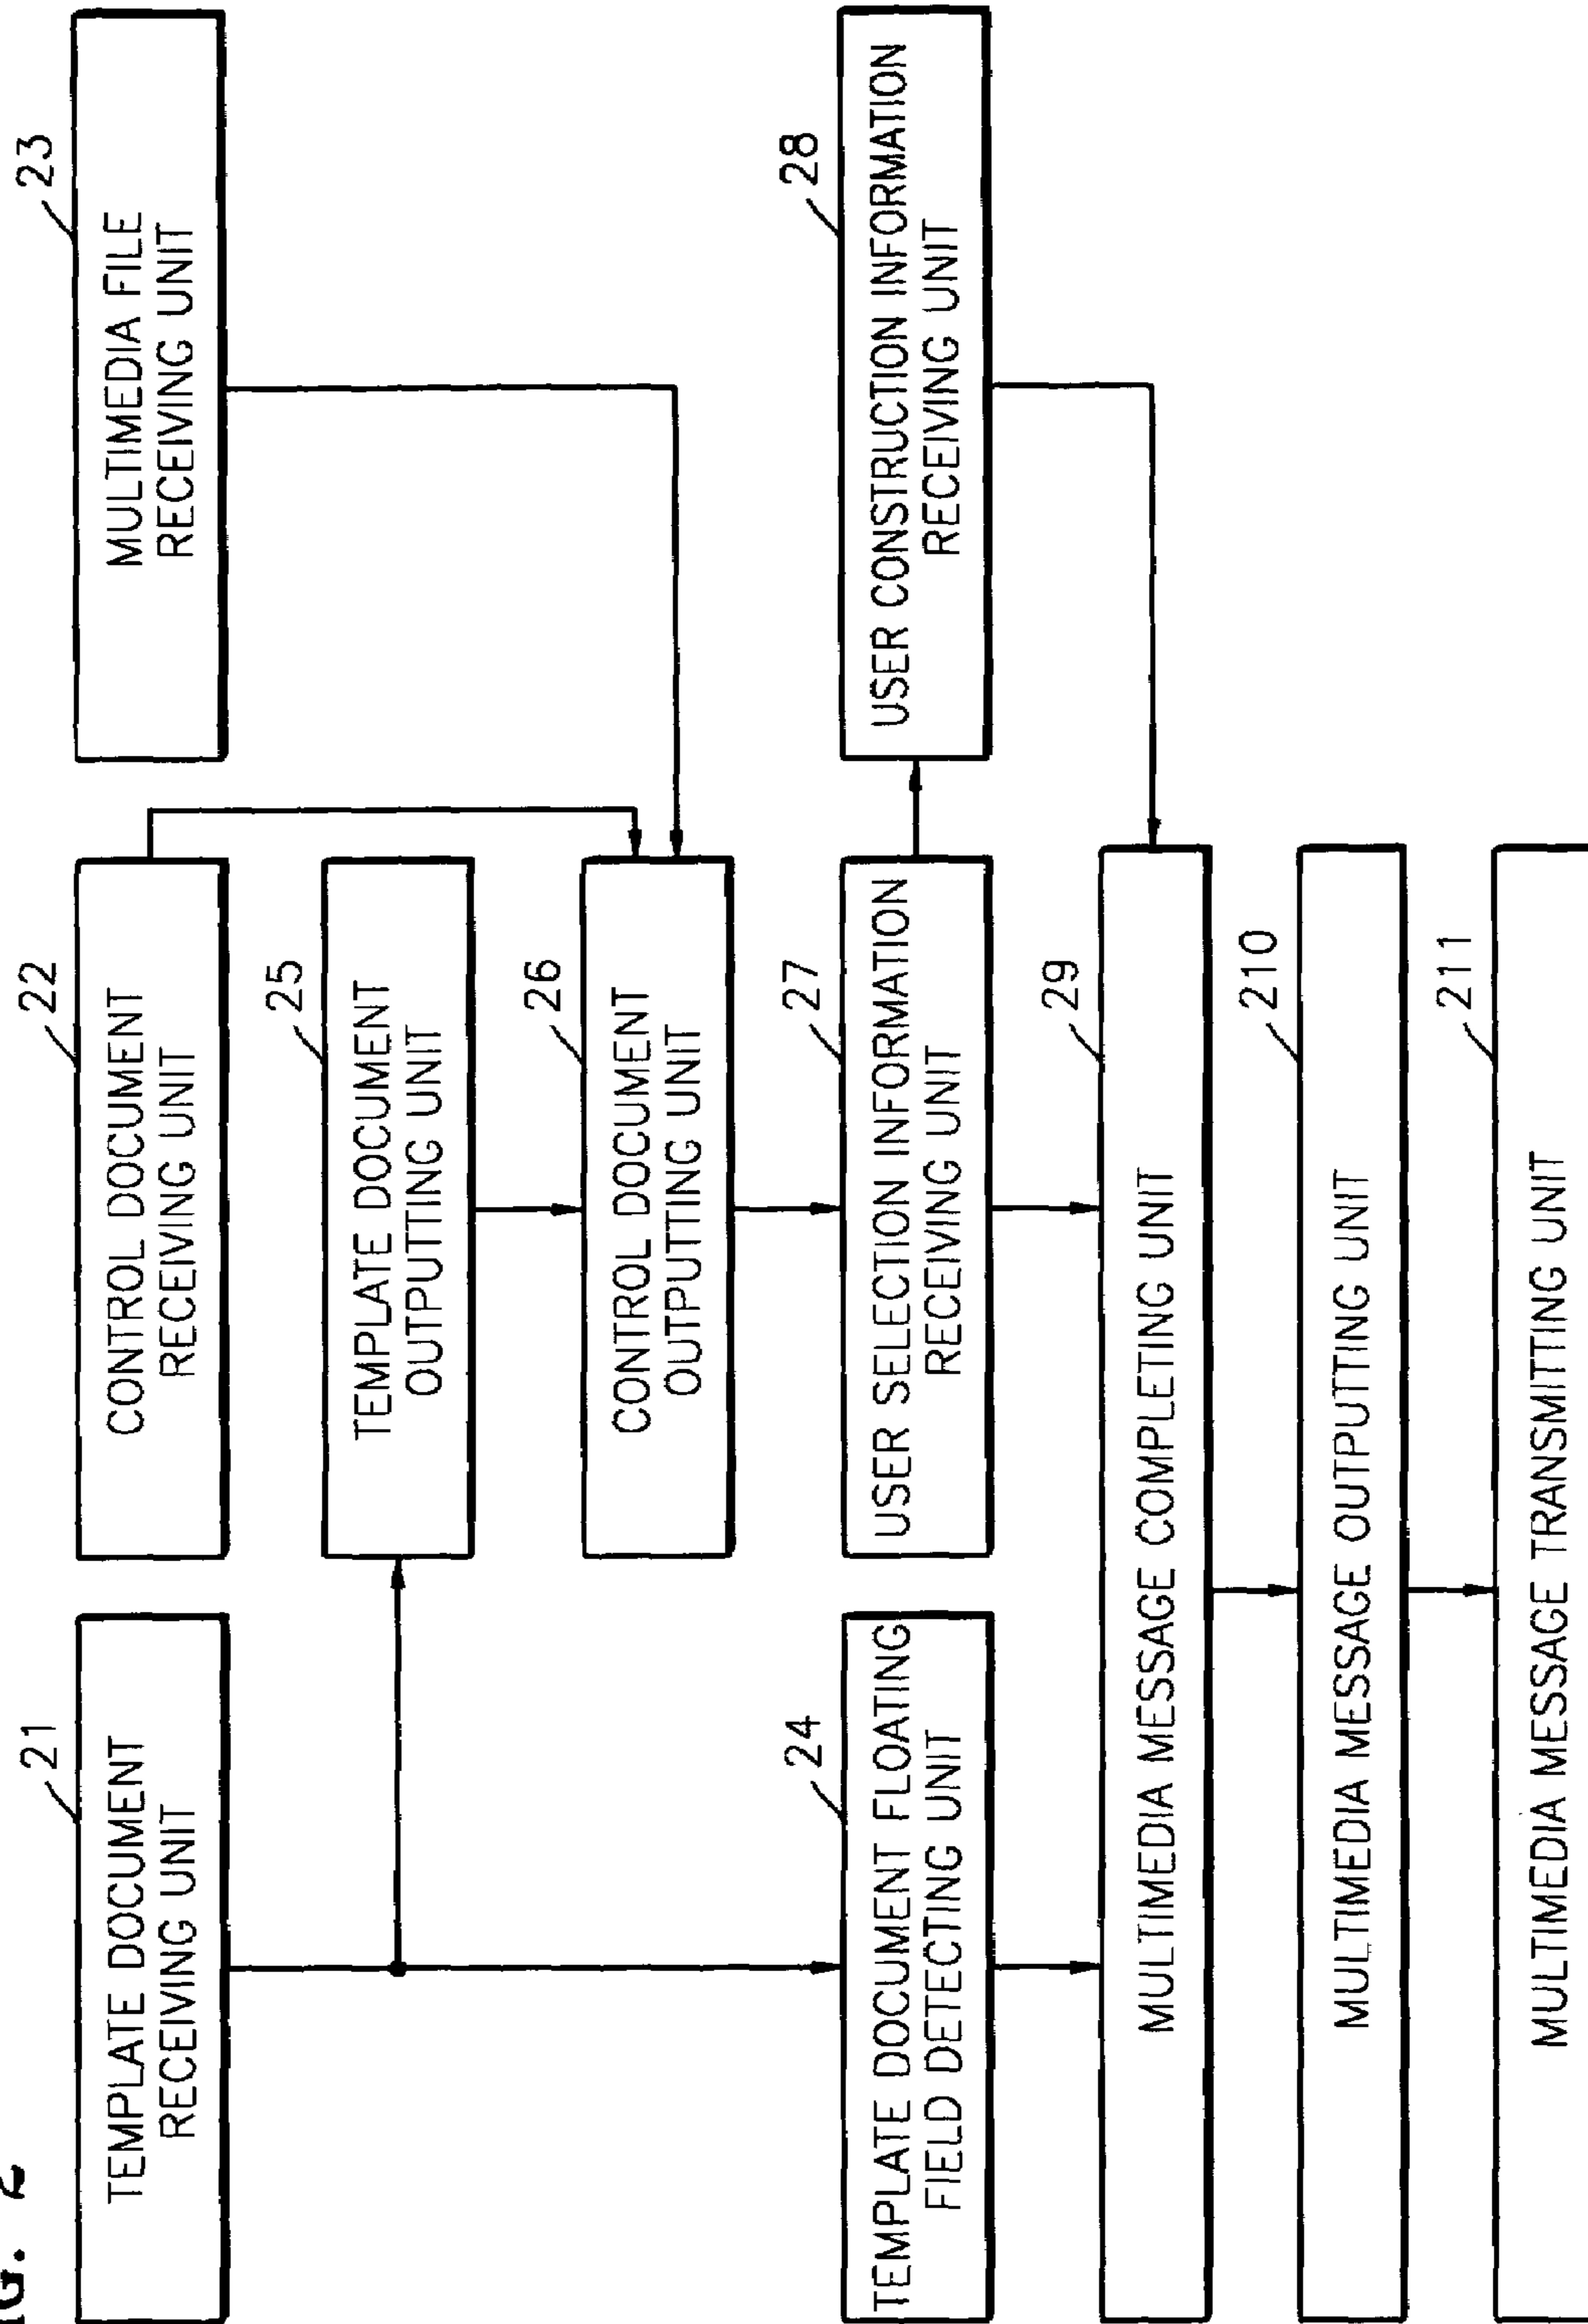 FIG. 2
21
TEMPLATE DOCUMENT
RECEIVING UNIT
22
CONTROL DOCUMENT
RECEIVING UNIT
23
MULTIMEDIA FILE
RECEIVING UNIT
25
TEMPLATE DOCUMENT
OUTPUTTING UNIT
26
CONTROL DOCUMENT
OUTPUTTING UNIT
24
TEMPLATE DOCUMENT FLOATING
FIELD DETECTING UNIT
27
USER SELECTION INFORMATION
RECEIVING UNIT
28
USER CONSTRUCTION INFORMATION
RECEIVING UNIT
29
MULTIMEDIA MESSAGE COMPLETING UNIT
210
MULTIMEDIA MESSAGE OUTPUTTING UNIT
211
MULTIMEDIA MESSAGE TRANSMITTING UNIT